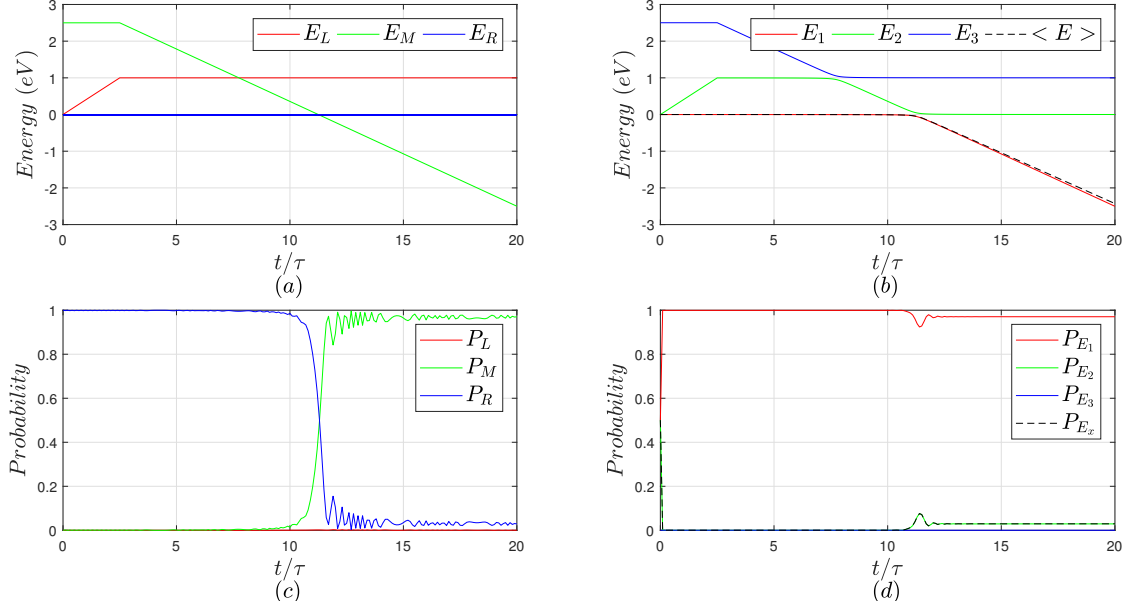 E_L E_M E_R
3
2
1
0
-1
-2
-3
Energy (eV)
0 5 10 15 20
t/τ
(a)
E_1 E_2 E_3 < E >
3
2
1
0
-1
-2
-3
Energy (eV)
0 5 10 15 20
t/τ
(b)
1
0.8
0.6
0.4
0.2
0
Probability
P_L
P_M
P_R
0 5 10 15 20
t/τ
(c)
1
0.8
0.6
0.4
0.2
0
Probability
P_{E_1}
P_{E_2}
P_{E_3}
P_{E_x}
0 5 10 15 20
t/τ
(d)